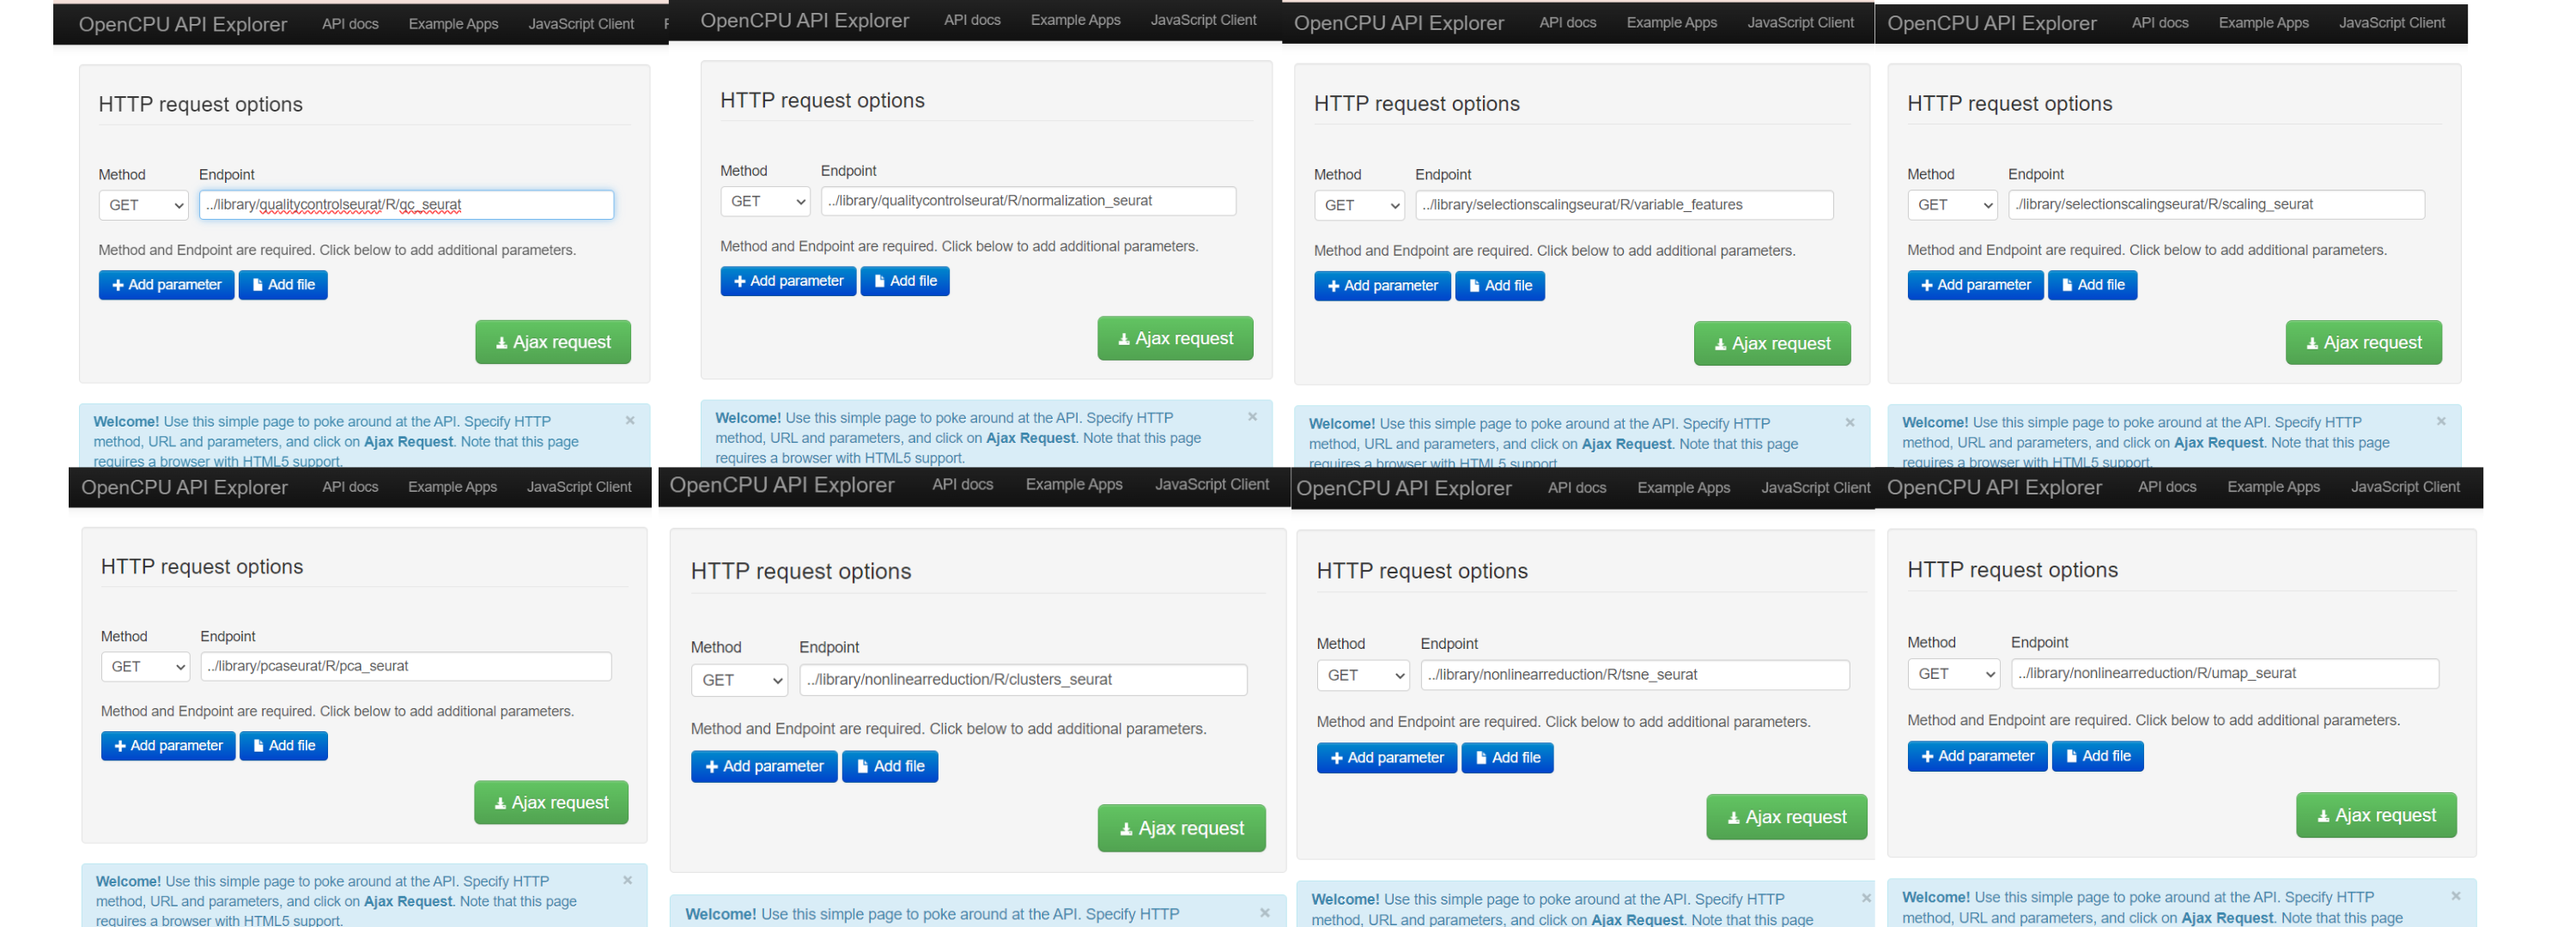 OpenCPU API Explorer API docs Example Apps JavaScript Client
HTTP request options
Method Endpoint
GET ../library/qualitycontrolseurat/R/qc_seurat
Method and Endpoint are required. Click below to add additional parameters.
Add parameter Add file
Ajax request
Welcome! Use this simple page to poke around at the API. Specify HTTP
method, URL and parameters, and click on Ajax Request. Note that this page
requires a browser with HTML5 support.
OpenCPU API Explorer API docs Example Apps JavaScript Client
HTTP request options
Method Endpoint
GET ../library/qualitycontrolseurat/R/normalization_seurat
Method and Endpoint are required. Click below to add additional parameters.
Add parameter Add file
Ajax request
Welcome! Use this simple page to poke around at the API. Specify HTTP
method, URL and parameters, and click on Ajax Request. Note that this page
requires a browser with HTML5 support.
OpenCPU API Explorer API docs Example Apps JavaScript Client
HTTP request options
Method Endpoint
GET ../library/selectionscalingseurat/R/variable_features
Method and Endpoint are required. Click below to add additional parameters.
Add parameter Add file
Ajax request
Welcome! Use this simple page to poke around at the API. Specify HTTP
method, URL and parameters, and click on Ajax Request. Note that this page
requires a browser with HTML5 support.
OpenCPU API Explorer API docs Example Apps JavaScript Client
HTTP request options
Method Endpoint
GET ./library/selectionscalingseurat/R/scaling_seurat
Method and Endpoint are required. Click below to add additional parameters.
Add parameter Add file
Ajax request
Welcome! Use this simple page to poke around at the API. Specify HTTP
method, URL and parameters, and click on Ajax Request. Note that this page
requires a browser with HTML5 support.
OpenCPU API Explorer API docs Example Apps JavaScript Client
HTTP request options
Method Endpoint
GET ../library/pcaseurat/R/pca_seurat
Method and Endpoint are required. Click below to add additional parameters.
Add parameter Add file
Ajax request
Welcome! Use this simple page to poke around at the API. Specify HTTP
method, URL and parameters, and click on Ajax Request. Note that this page
requires a browser with HTML5 support.
OpenCPU API Explorer API docs Example Apps JavaScript Client
HTTP request options
Method Endpoint
GET ../library/nonlinearreduction/R/clusters_seurat
Method and Endpoint are required. Click below to add additional parameters.
Add parameter Add file
Ajax request
Welcome! Use this simple page to poke around at the API. Specify HTTP
OpenCPU API Explorer API docs Example Apps JavaScript Client
HTTP request options
Method Endpoint
GET ../library/nonlinearreduction/R/tsne_seurat
Method and Endpoint are required. Click below to add additional parameters.
Add parameter Add file
Ajax request
Welcome! Use this simple page to poke around at the API. Specify HTTP
method, URL and parameters, and click on Ajax Request. Note that this page
OpenCPU API Explorer API docs Example Apps JavaScript Client
HTTP request options
Method Endpoint
GET ../library/nonlinearreduction/R/umap_seurat
Method and Endpoint are required. Click below to add additional parameters.
Add parameter Add file
Ajax request
Welcome! Use this simple page to poke around at the API. Specify HTTP
method, URL and parameters, and click on Ajax Request. Note that this page